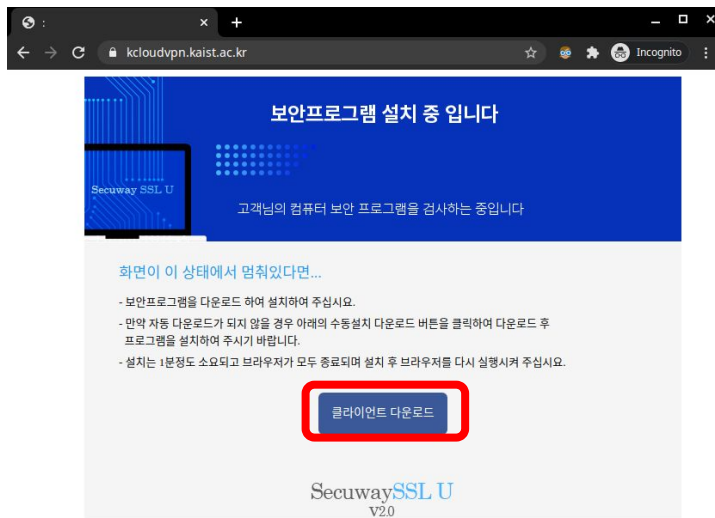 :
kcloudvpn.kaist.ac.kr
Incognito
보안프로그램 설치 중 입니다
Secuway SSL U
고객님의 컴퓨터 보안 프로그램을 검사하는 중입니다
화면이 이 상태에서 멈춰있다면...
- 보안프로그램을 다운로드 하여 설치하여 주십시요.
- 만약 자동 다운로드가 되지 않을 경우 아래의 수동설치 다운로드 버튼을 클릭하여 다운로드 후
프로그램을 설치하여 주시기 바랍니다.
- 설치는 1분정도 소요되고 브라우저가 모두 종료되며 설치 후 브라우저를 다시 실행시켜 주십시요.
클라이언트 다운로드
SecuwaySSL U
V2.0